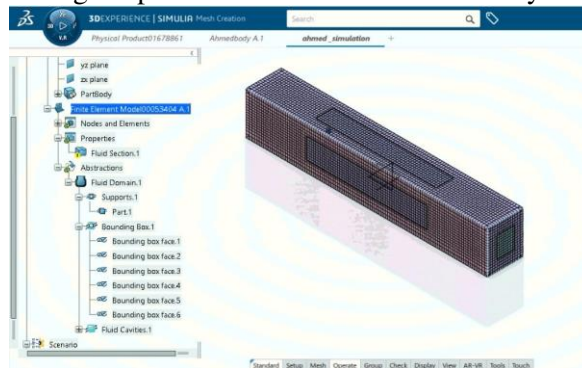 3DEXPERIENCE | SIMULIA Mesh Creation
Search
V.R
Physical Product01678861
Ahmedbody A.1
ahmed_simulation
+
yz plane
zx plane
PartBody
Finite Element Model00053404 A.1
Nodes and Elements
Properties
Fluid Section.1
Abstractions
Fluid Domain.1
Supports.1
Part.1
Bounding Box.1
Bounding box face.1
Bounding box face.2
Bounding box face.3
Bounding box face.4
Bounding box face.5
Bounding box face.6
Fluid Cavities.1
Scenario
Standard Setup Mesh Operate Group Check Display View AR-VR Tools Touch